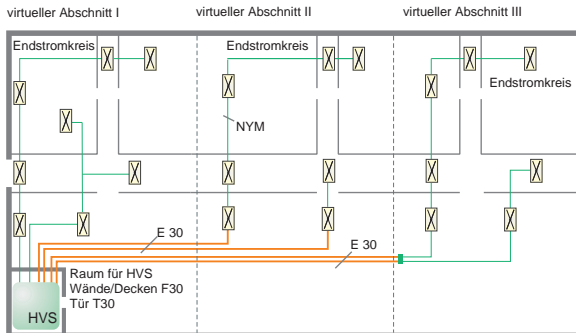 virtueller Abschnitt I
virtueller Abschnitt II
virtueller Abschnitt III
Endstromkreis
Endstromkreis
Endstromkreis
NYM
E 30
E 30
Raum für HVS
Wände/Decken F30
Tür T30
HVS